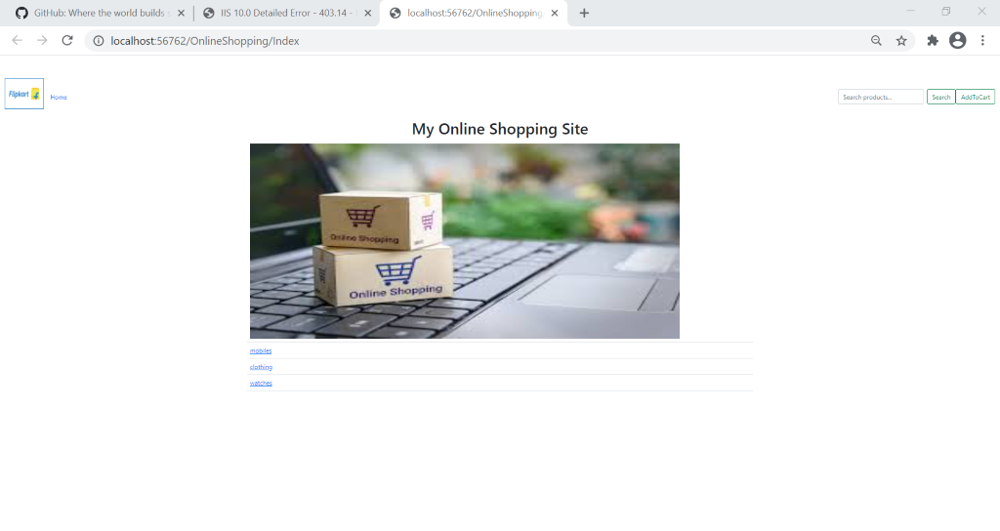 GitHub: Where the world builds
IIS 10.0 Detailed Error - 403.14 -
localhost:56762/OnlineShopping
localhost:56762/OnlineShopping/Index
Flipkart
Home
Search products..
Search
AddToCart
My Online Shopping Site
Online Shopping
Online Shopping
mobiles
clothing
watches